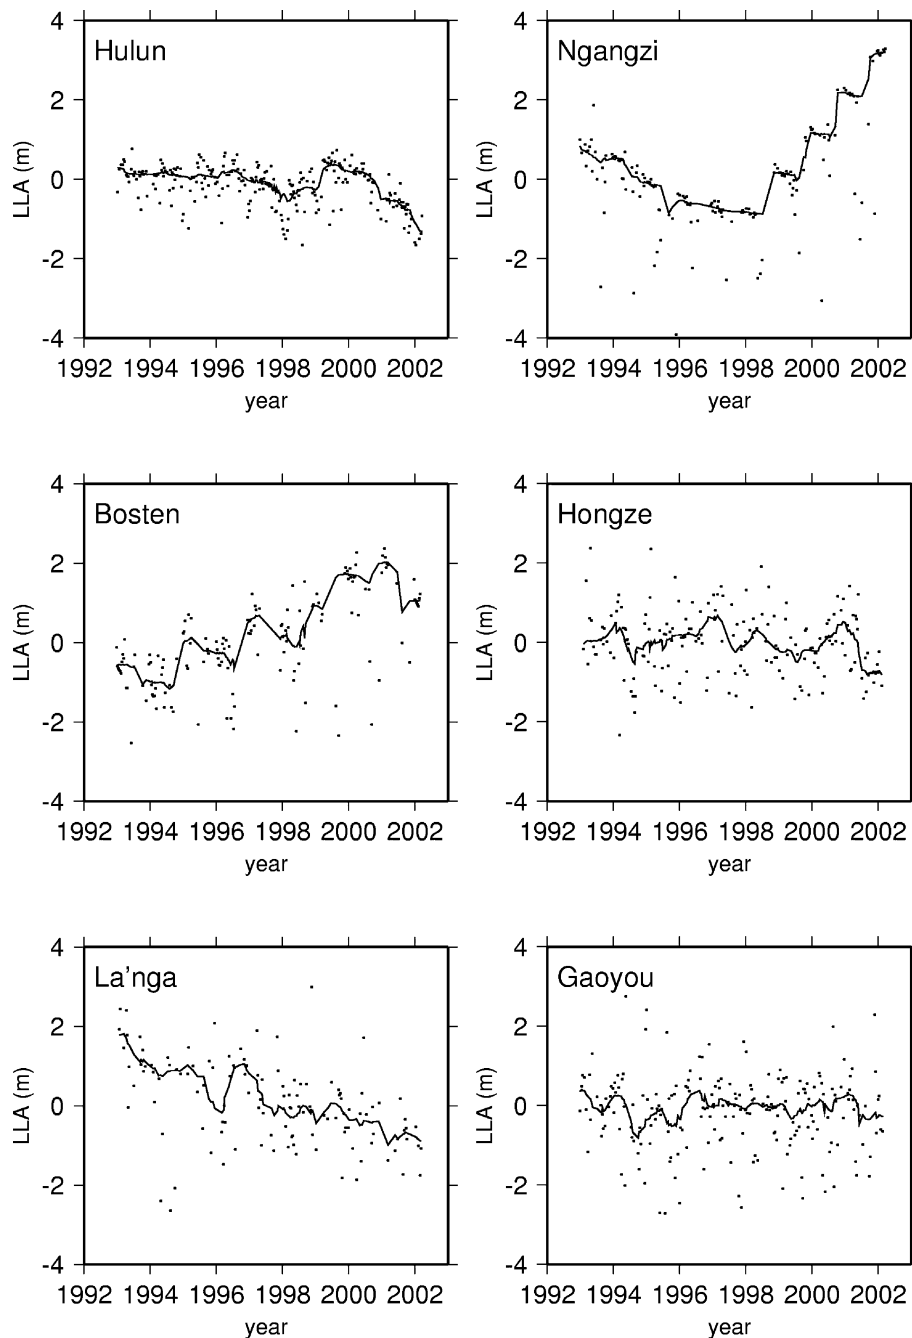 4 4
Hulun Ngangzi
2 2
LLA (m) 0 LLA (m) 0
-2 -2
-4 -4
1992 1994 1996 1998 2000 2002 1992 1994 1996 1998 2000 2002
year year
4 4
Bosten Hongze
2 2
LLA (m) 0 LLA (m) 0
-2 -2
-4 -4
1992 1994 1996 1998 2000 2002 1992 1994 1996 1998 2000 2002
year year
4 4
La'nga Gaoyou
2 2
LLA (m) 0 LLA (m) 0
-2 -2
-4 -4
1992 1994 1996 1998 2000 2002 1992 1994 1996 1998 2000 2002
year year